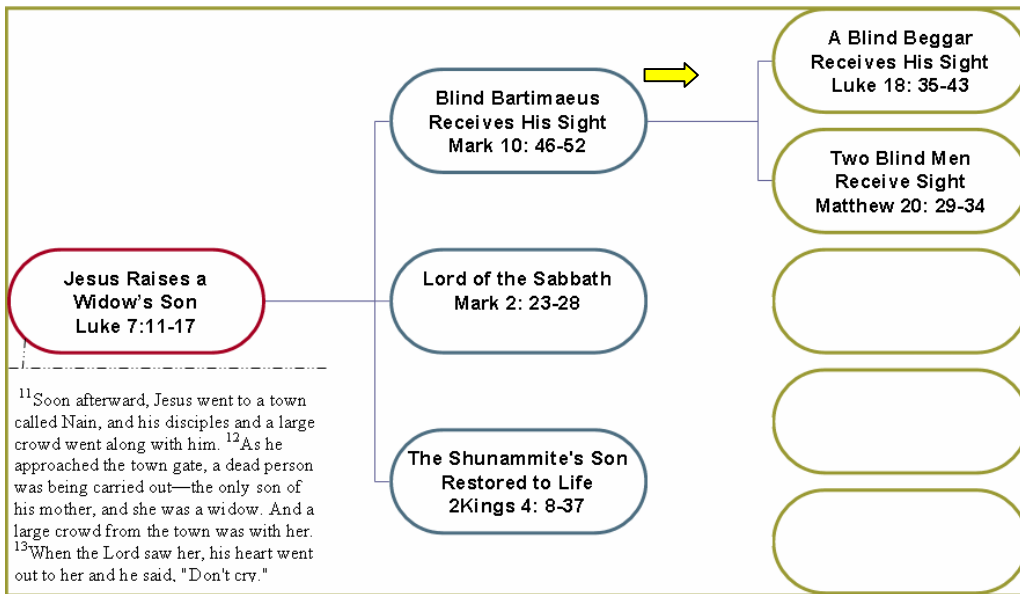 A Blind Beggar
Receives His Sight
Luke 18: 35-43
Blind Bartimaeus
Receives His Sight
Mark 10: 46-52
Two Blind Men
Receive Sight
Matthew 20: 29-34
Jesus Raises a
Widow's Son
Luke 7:11-17
Lord of the Sabbath
Mark 2: 23-28
The Shunammite's Son
Restored to Life
2Kings 4: 8-37
11Soon afterward, Jesus went to a town
called Nain, and his disciples and a large
crowd went along with him. 12As he
approached the town gate, a dead person
was being carried out—the only son of
his mother, and she was a widow. And a
large crowd from the town was with her.
13When the Lord saw her, his heart went
out to her and he said, "Don't cry."